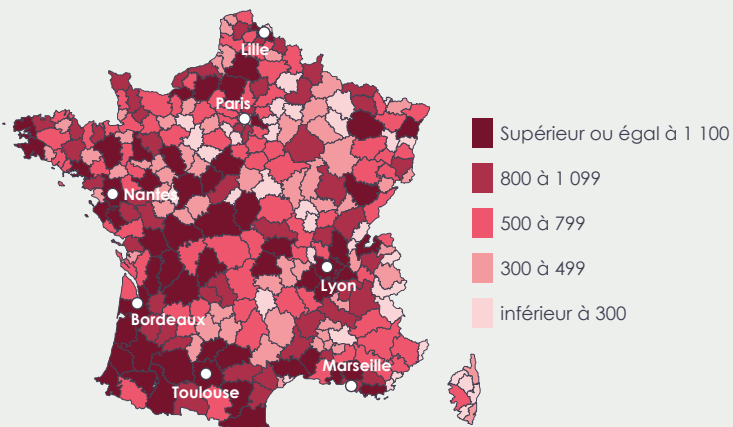 Lille
Paris
Nantes
Lyon
Bordeaux
Marseille
Toulouse
Supérieur ou égal à 1 100
800 à 1 099
500 à 799
300 à 499
inférieur à 300